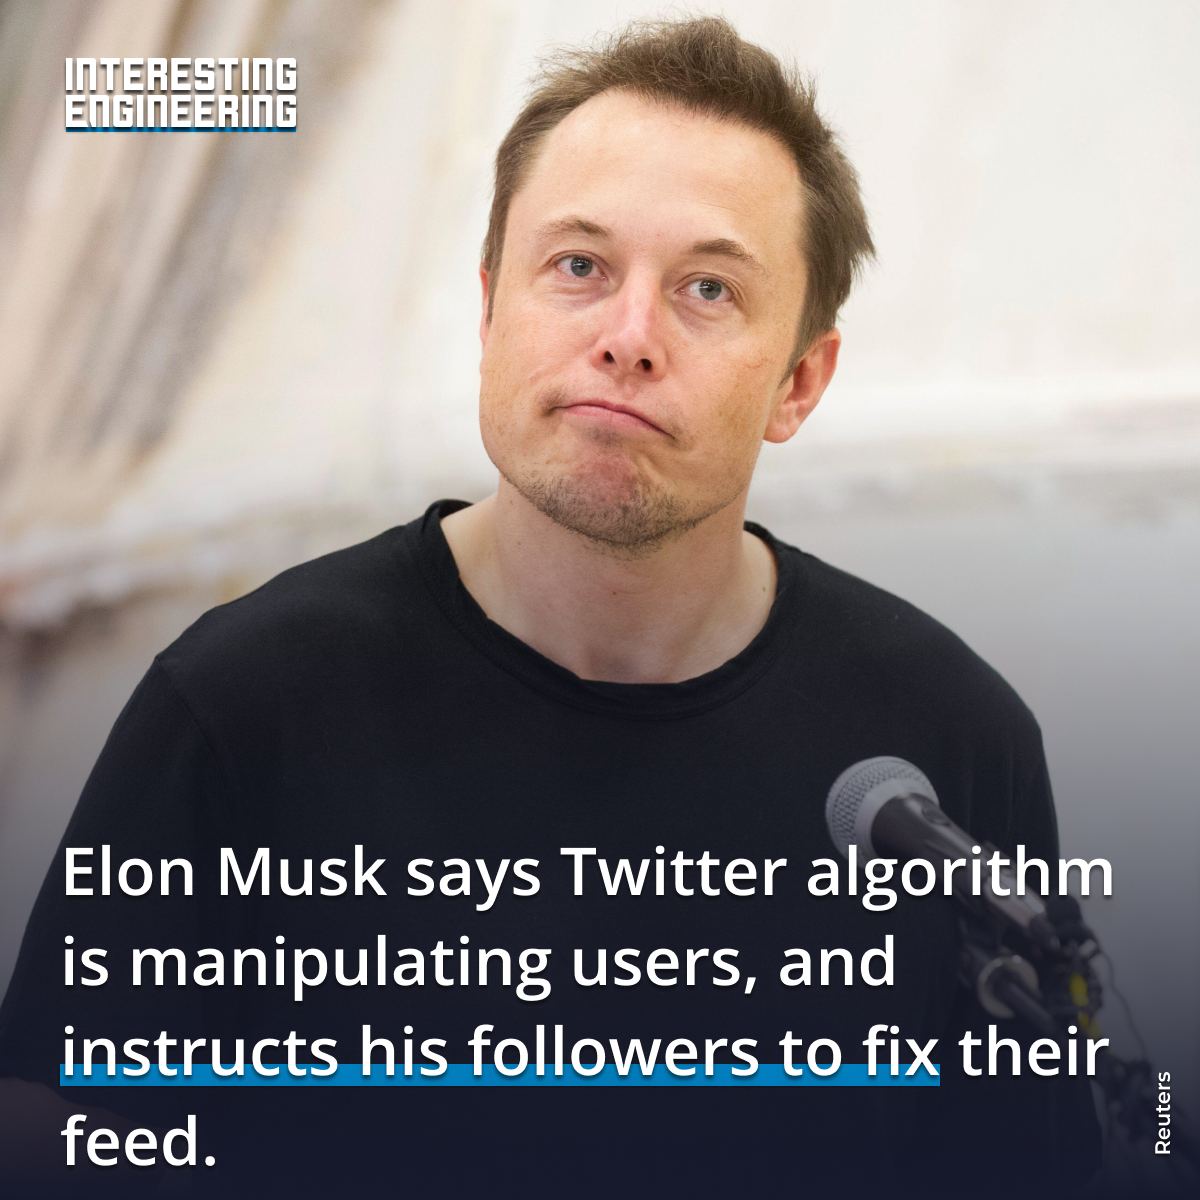 INTERESTING
ENGINEERING
Elon Musk says Twitter algorithm
is manipulating users, and
instructs his followers to fix their
feed.
Reuters